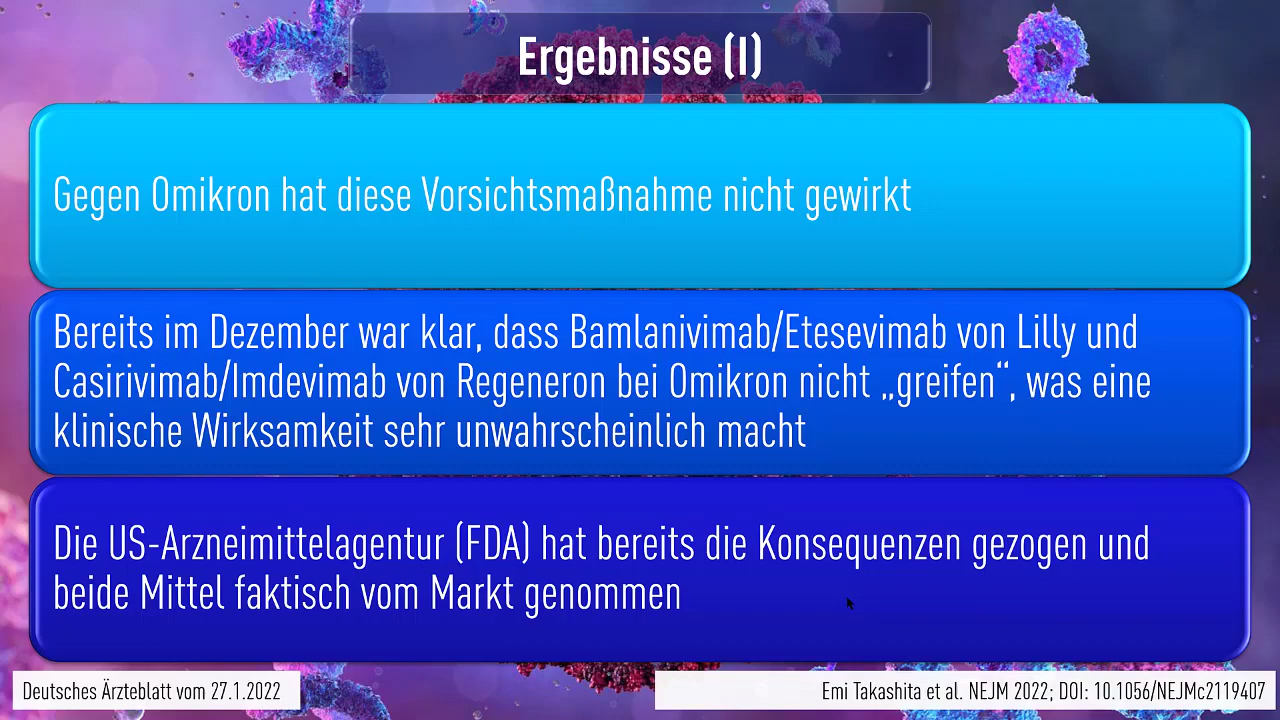 Ergebnisse (I)
Gegen Omikron hat diese Vorsichtsmaßnahme nicht gewirkt
Bereits im Dezember war klar, dass Bamlanivimab/Etesevimab von Lilly und
Casirivimab/Imdevimab von Regeneron bei Omikron nicht „greifen“, was eine
klinische Wirksamkeit sehr unwahrscheinlich macht
Die US-Arzneimittelagentur (FDA) hat bereits die Konsequenzen gezogen und
beide Mittel faktisch vom Markt genommen
Deutsches Ärzteblatt vom 27.1.2022
Emi Takashita et al. NEJM 2022; DOI: 10.1056/NEJMc2119407